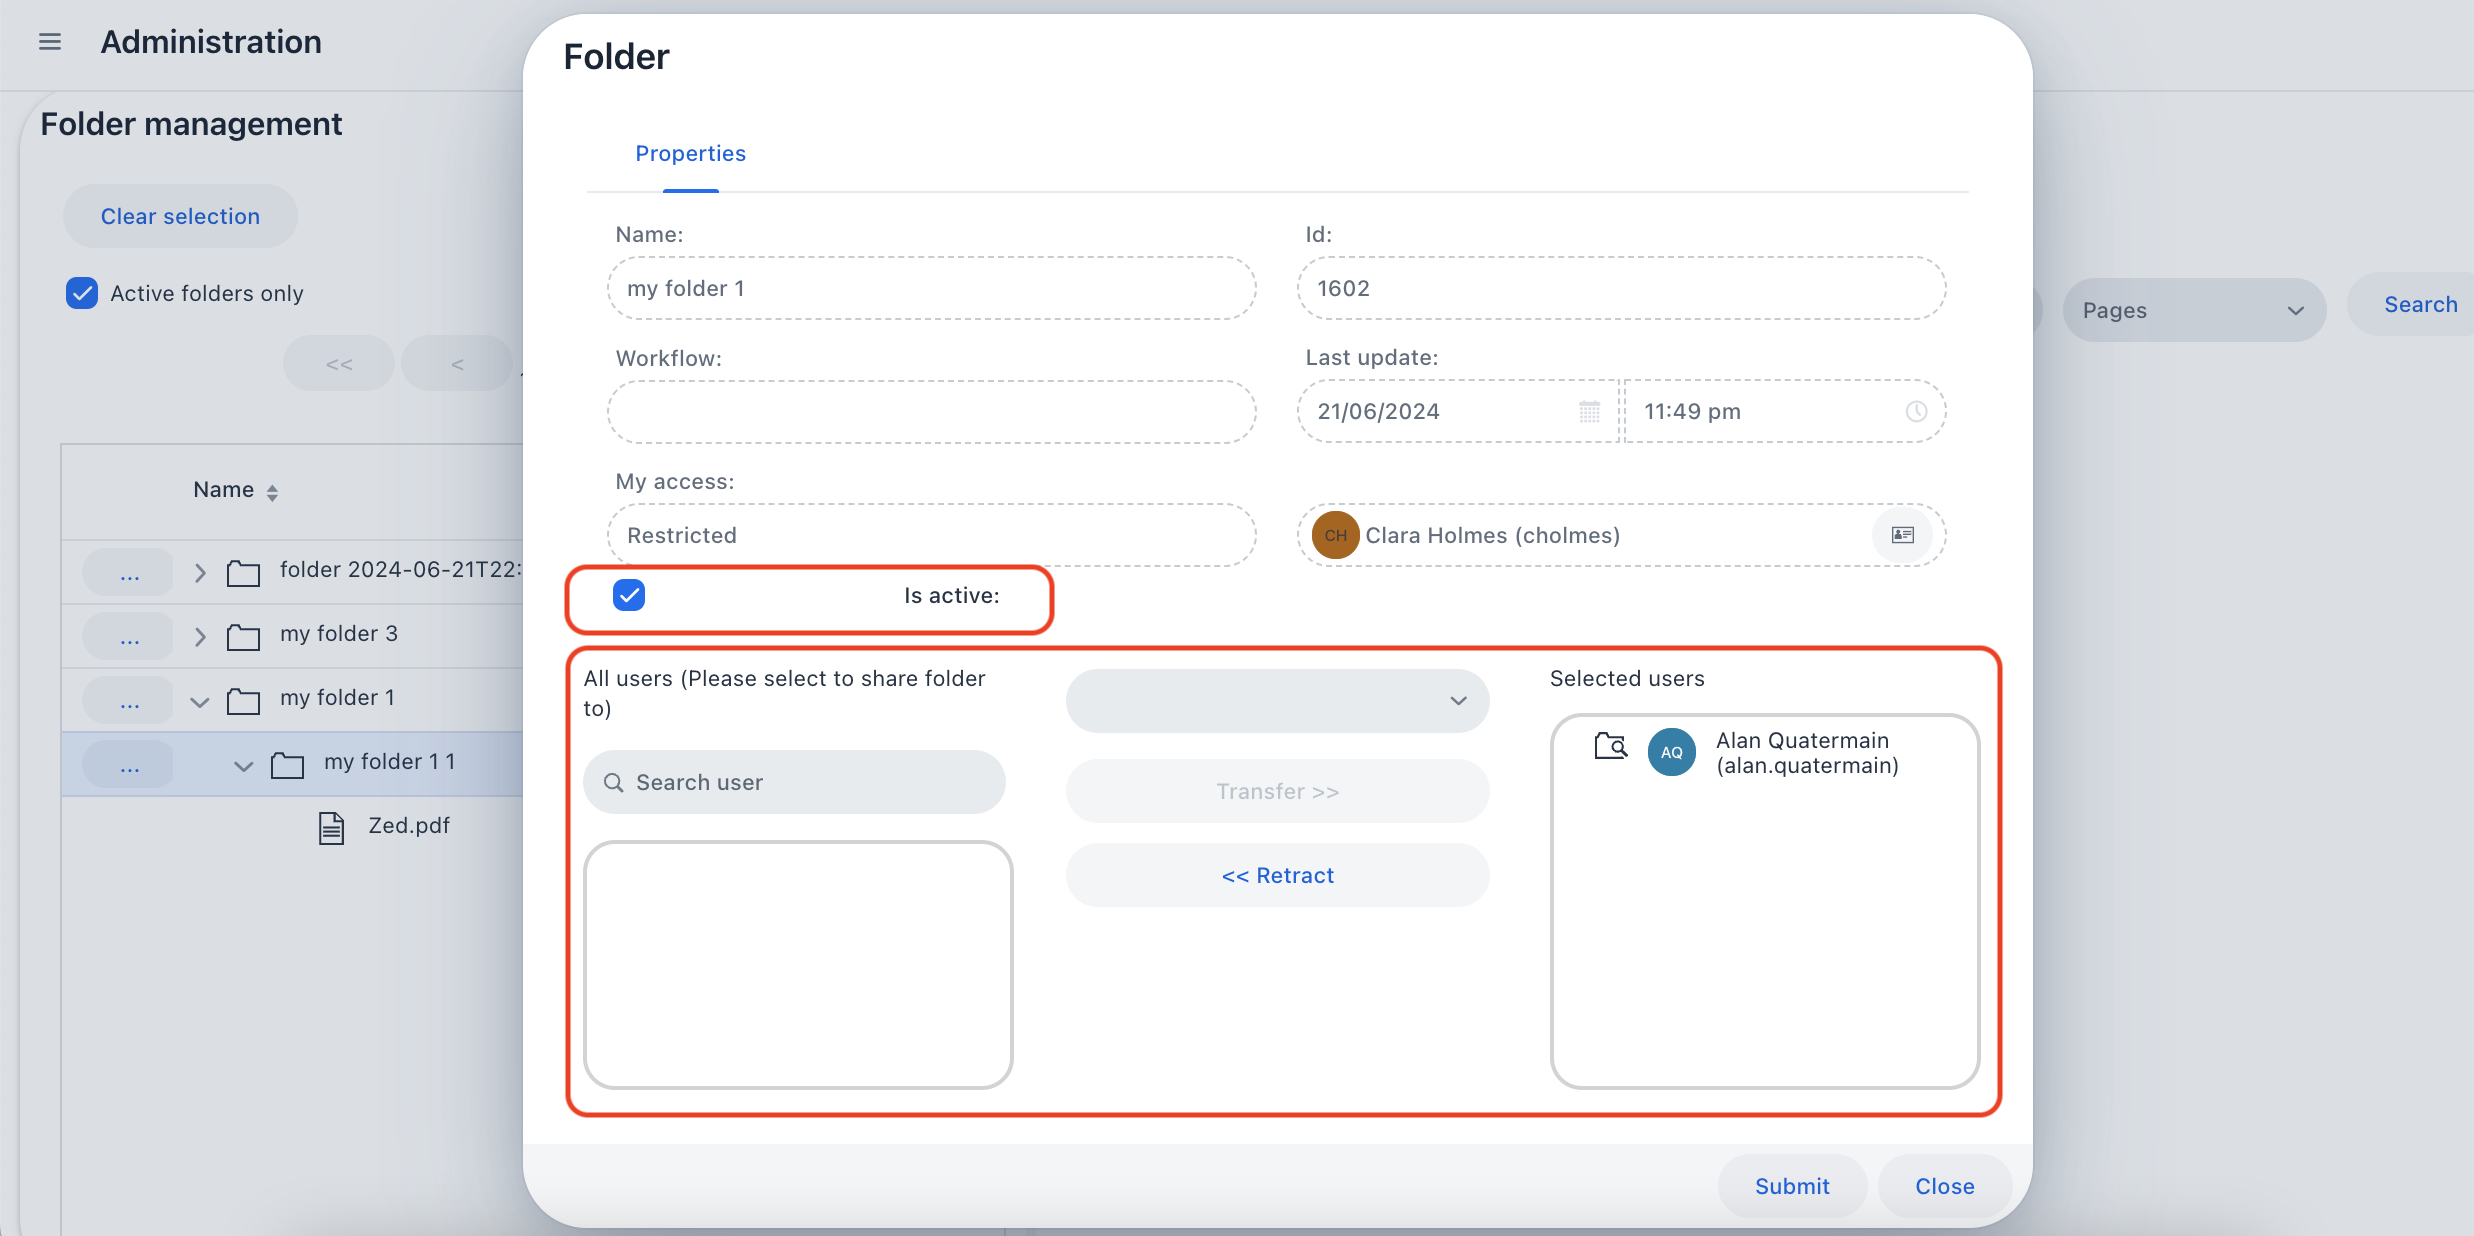 Administration
Folder management
Clear selection
Active folders only
<<
<
Name
...
folder 2024-06-21T22:
...
my folder 3
...
my folder 1
...
my folder 1 1
Zed.pdf
Folder
Properties
Name:
my folder 1
Id:
1602
Workflow:
Last update:
21/06/2024
11:49 pm
My access:
Restricted
CH
Clara Holmes (cholmes)
Is active:
All users (Please select to share folder
to)
Search user
Transfer >>
<< Retract
Selected users
AQ
Alan Quatermain
(alan.quatermain)
Submit
Close
Pages
Search